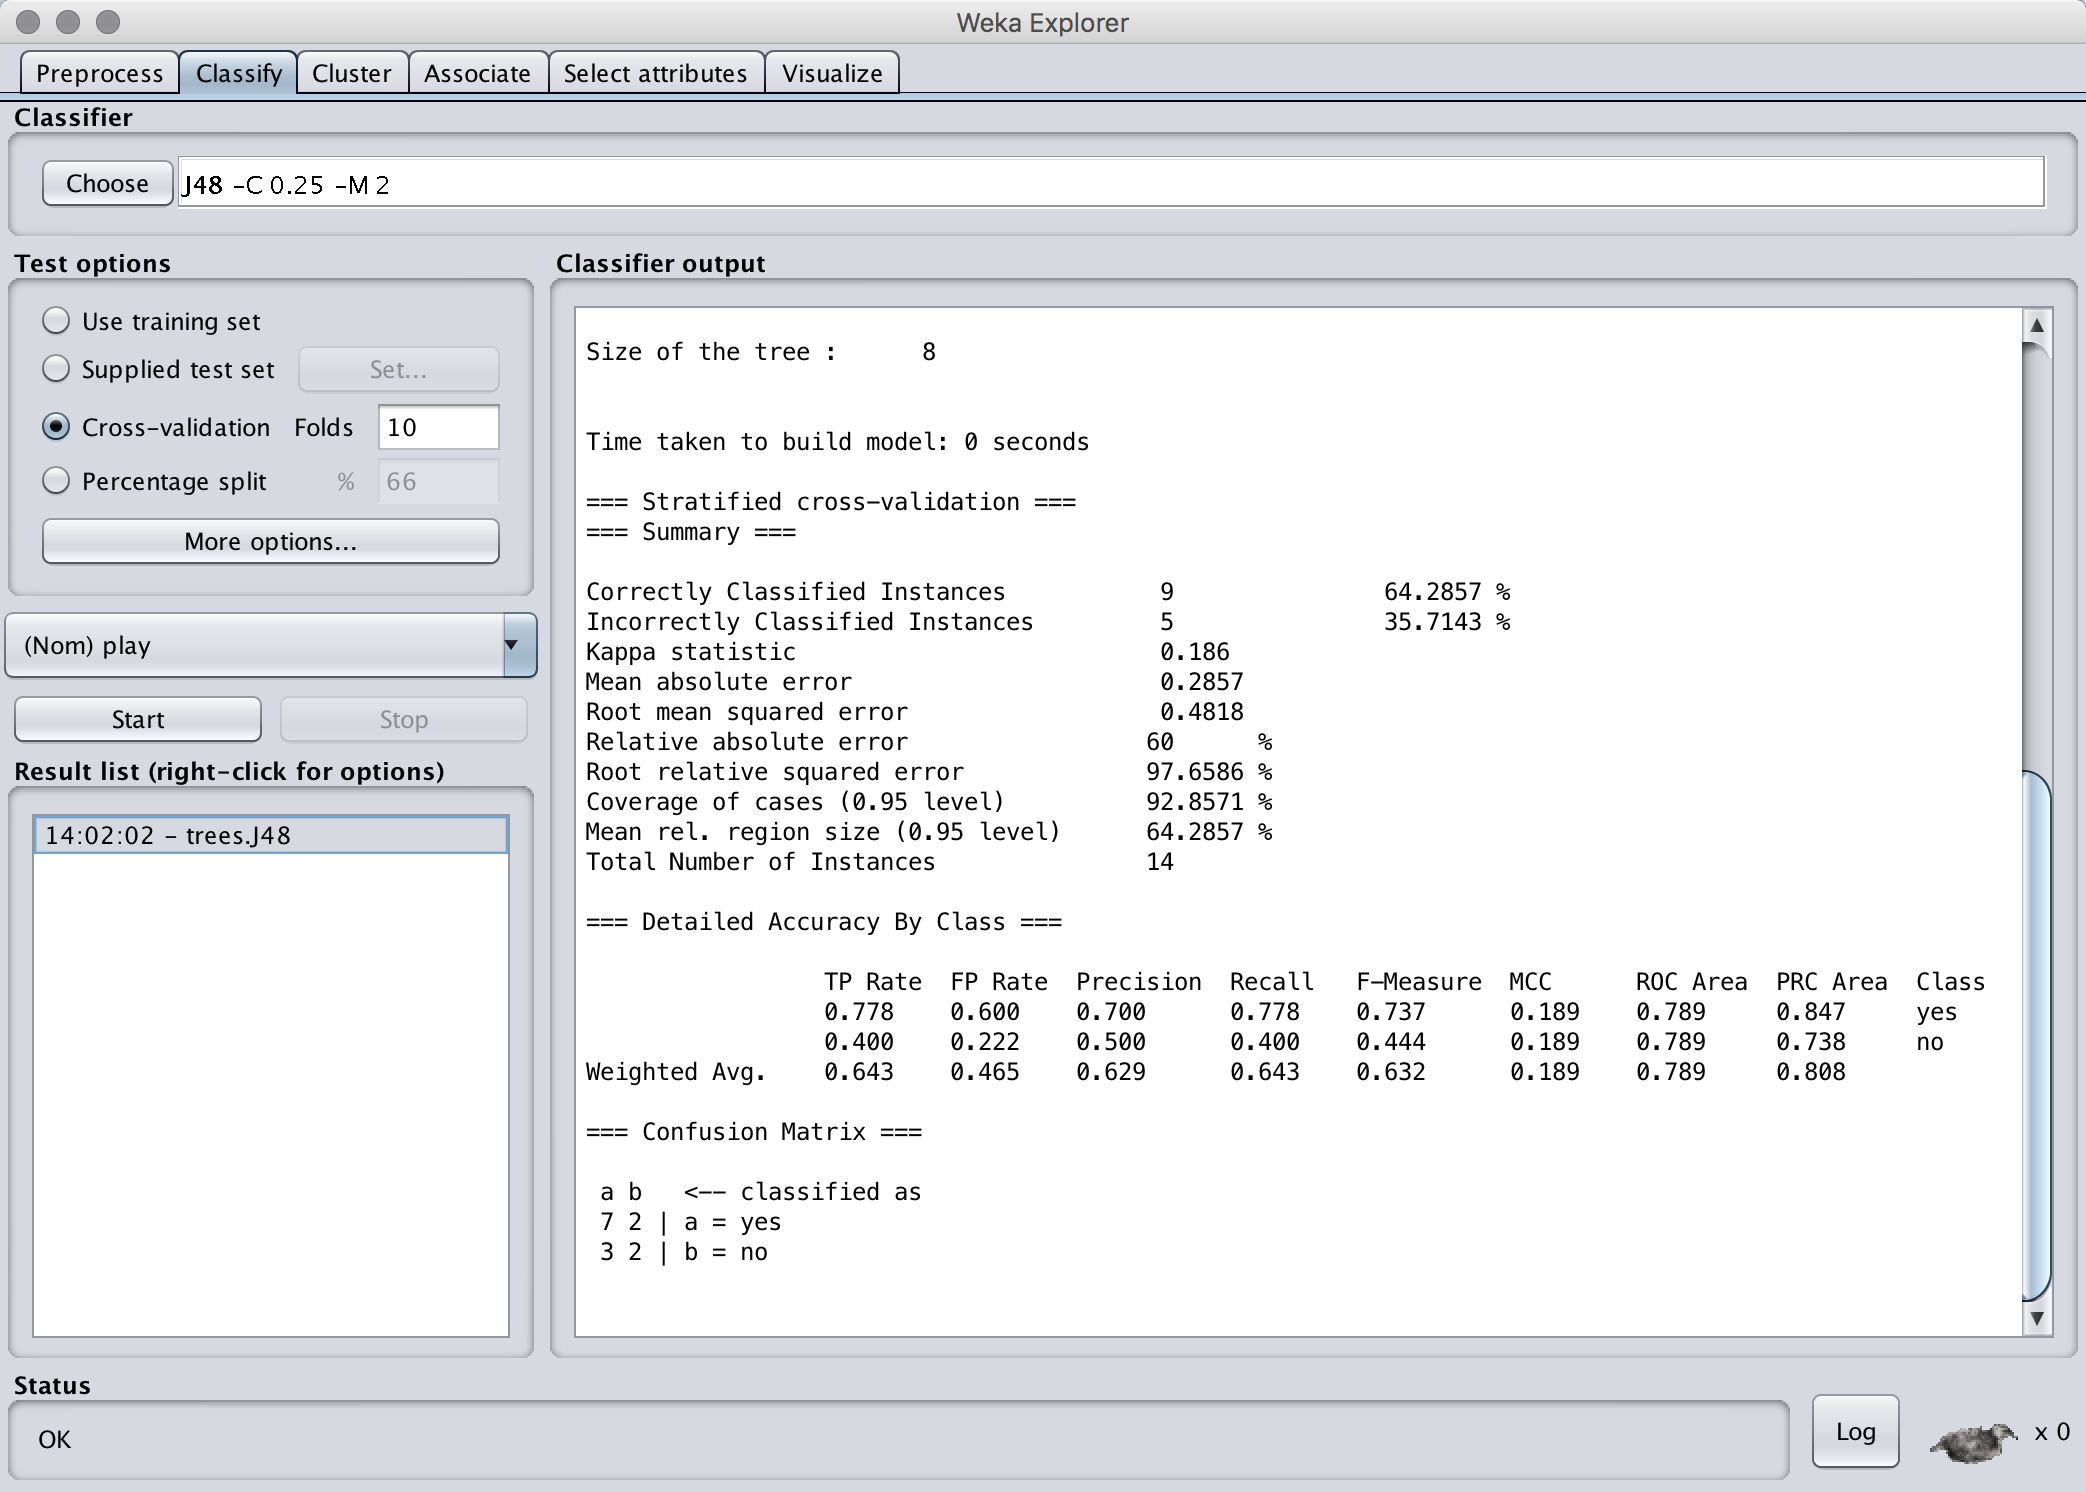 Weka Explorer
Preprocess Classify Cluster Associate Select attributes Visualize
Classifier
Choose J48 -C 0.25 -M 2
Test options
Use training set
Supplied test set Set...
Cross-validation Folds 10
Percentage split % 66
More options...
(Nom) play
Start Stop
Result list (right-click for options)
14:02:02 - trees.J48
Classifier output
Size of the tree : 8
Time taken to build model: 0 seconds
=== Stratified cross-validation ===
=== Summary ===
Correctly Classified Instances 9 64.2857 %
Incorrectly Classified Instances 5 35.7143 %
Kappa statistic 0.186
Mean absolute error 0.2857
Root mean squared error 0.4818
Relative absolute error 60 %
Root relative squared error 97.6586 %
Coverage of cases (0.95 level) 92.8571 %
Mean rel. region size (0.95 level) 64.2857 %
Total Number of Instances 14
=== Detailed Accuracy By Class ===
TP Rate FP Rate Precision Recall F-Measure MCC ROC Area PRC Area Class
0.778 0.600 0.700 0.778 0.737 0.189 0.789 0.847 yes
0.400 0.222 0.500 0.400 0.444 0.189 0.789 0.738 no
Weighted Avg. 0.643 0.465 0.629 0.643 0.632 0.189 0.789 0.808
=== Confusion Matrix ===
a b <-- classified as
7 2 | a = yes
3 2 | b = no
Status
OK
Log x 0